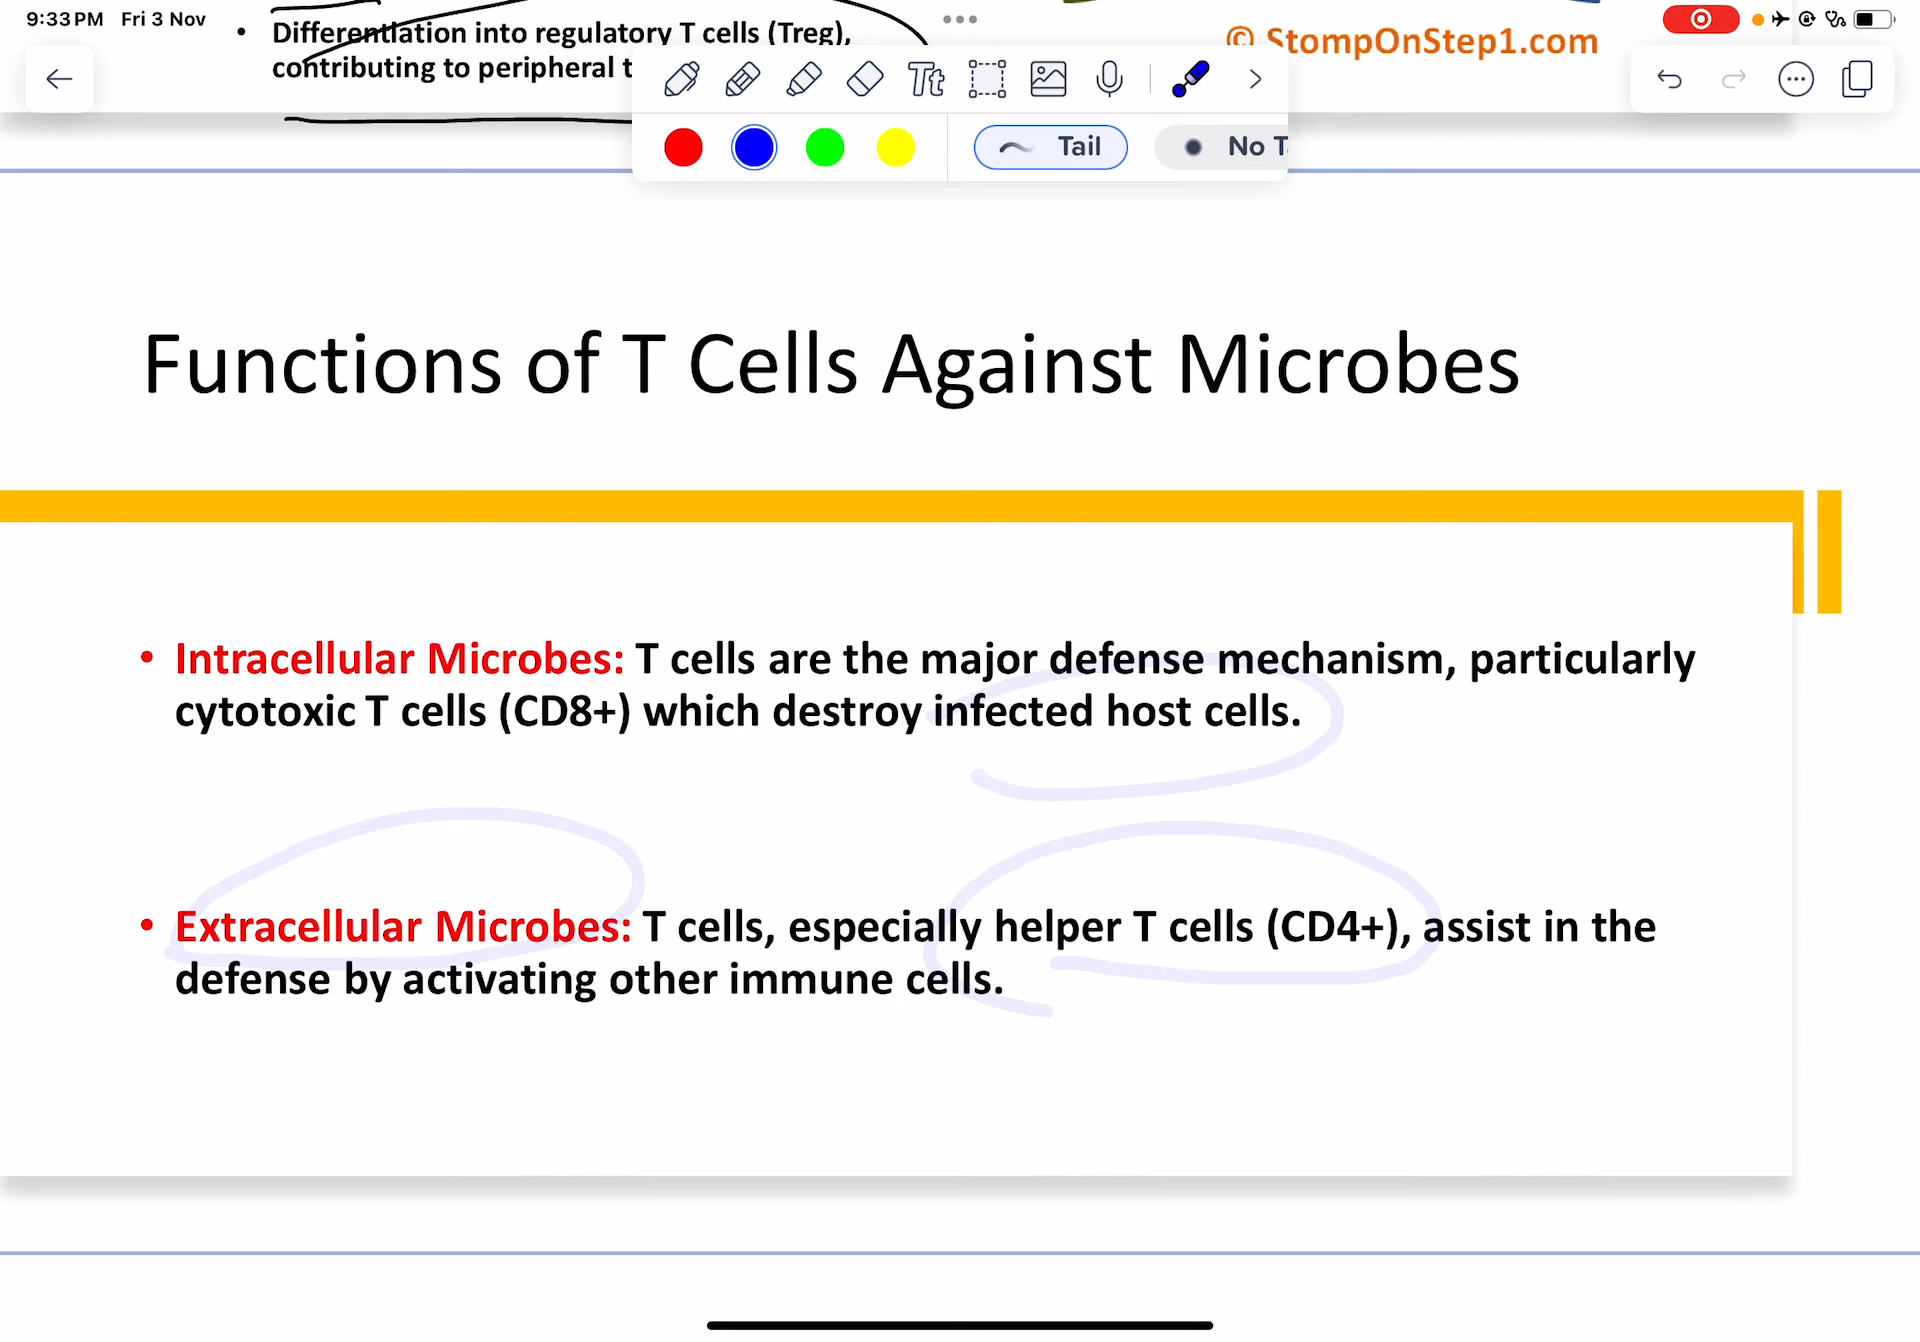 9:33 PM Fri 3 Nov
• Differentiation into regulatory T cells (Treg),
contributing to peripheral t
© StompOnStep1.com
Tt
Tail
No T
Functions of T Cells Against Microbes
• Intracellular Microbes: T cells are the major defense mechanism, particularly
cytotoxic T cells (CD8+) which destroy infected host cells.
• Extracellular Microbes: T cells, especially helper T cells (CD4+), assist in the
defense by activating other immune cells.